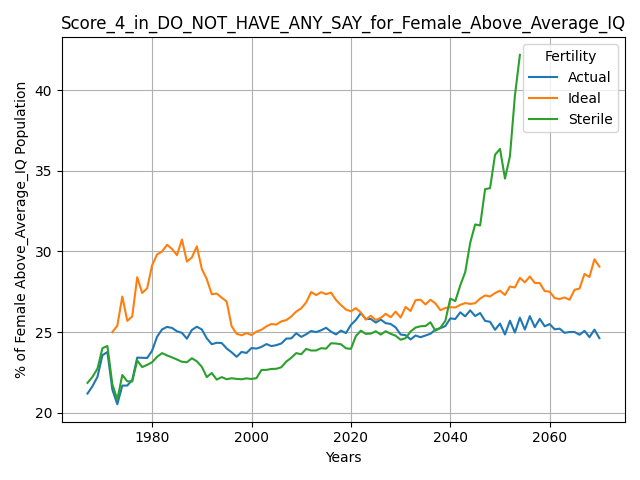 Score_4_in_DO_NOT_HAVE_ANY_SAY_for_Female_Above_Average_IQ
% of Female Above_Average_IQ Population
40
35
30
25
20
Fertility
Actual
Ideal
Sterile
1980
2000
2020
2040
2060
Years